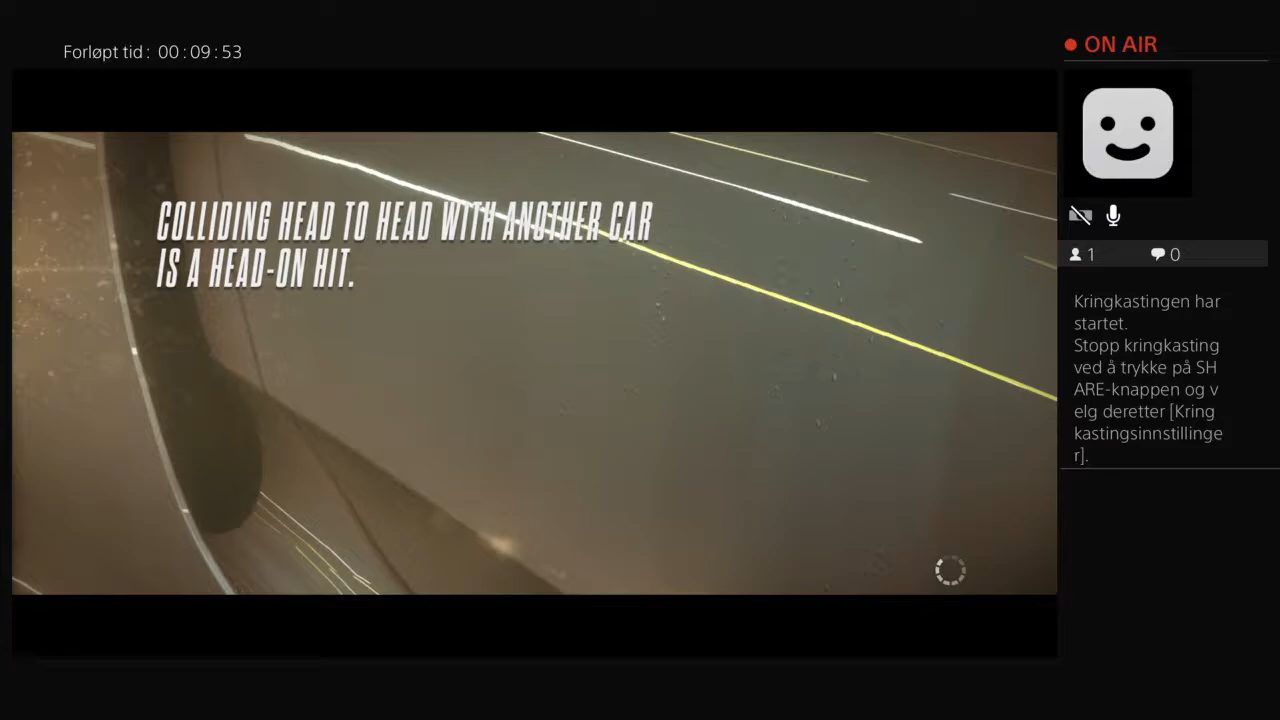 Forløpt tid: 00:09:53
ON AIR
COLLIDING HEAD TO HEAD WITH ANOTHER CAR
IS A HEAD-ON HIT.
1 0
Kringkastingen har
startet.
Stopp kringkasting
ved å trykke på SH
ARE-knappen og v
elg deretter [Kring
kastingsinnstillinge
r].